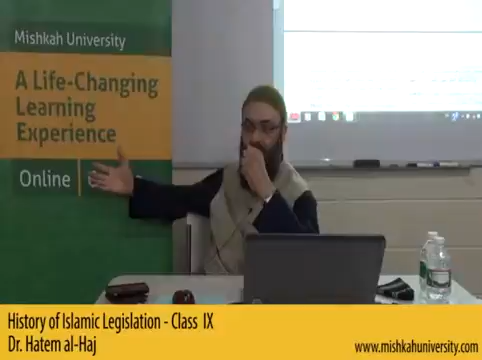 Mishkah University
A Life-Changing
Learning
Experience
Online
History of Islamic Legislation - Class IX
Dr. Hatem al-Haj
www.mishkahuniversity.com